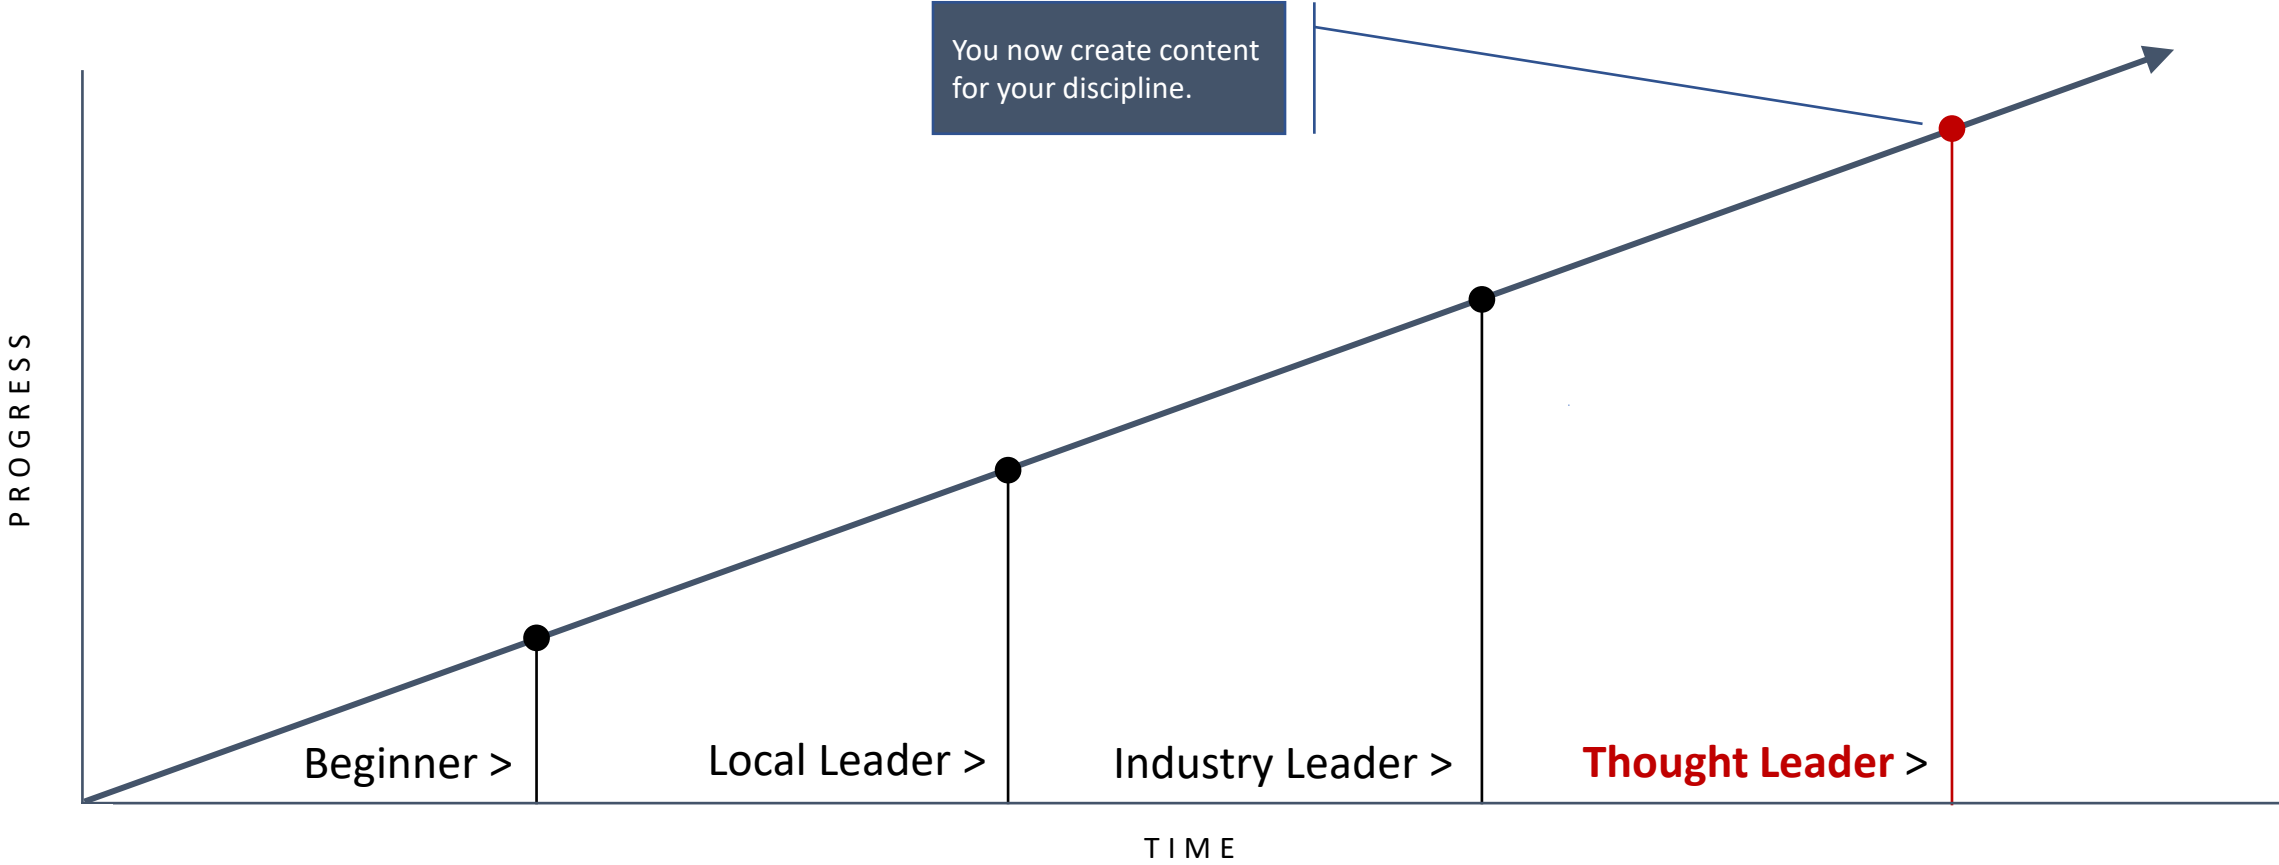 You now create content
for your discipline.
PROGRESS
Beginner >
Local Leader >
Industry Leader >
Thought Leader >
TIME